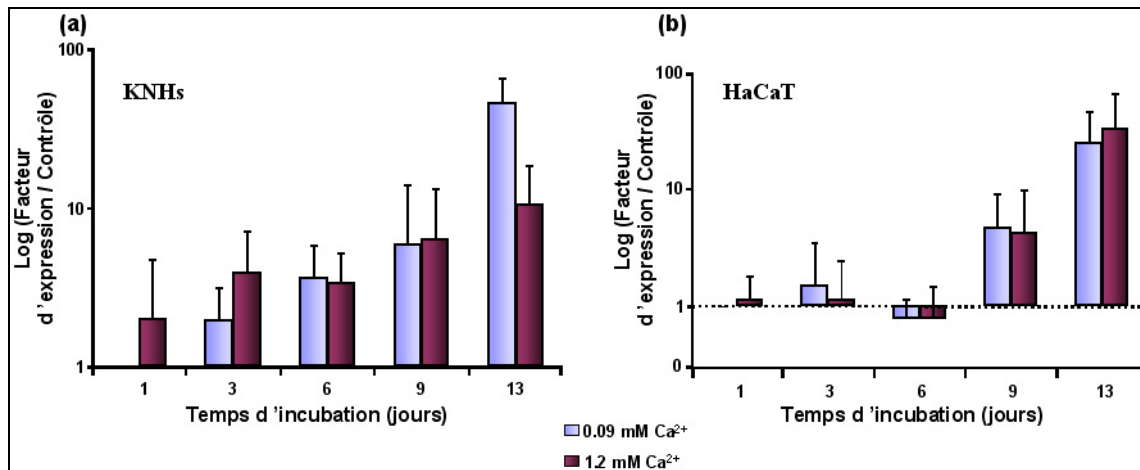 (a)
KNHs
Log (Facteur
d ’expression / Contrôle)
100
10
1
1 3 6 9 13
Temps d ’incubation (jours)
(b)
HaCaT
Log (Facteur
d ’expression / Contrôle)
100
10
1
0
1 3 6 9 13
Temps d ’incubation (jours)
0.09 mM Ca²⁺
1.2 mM Ca²⁺